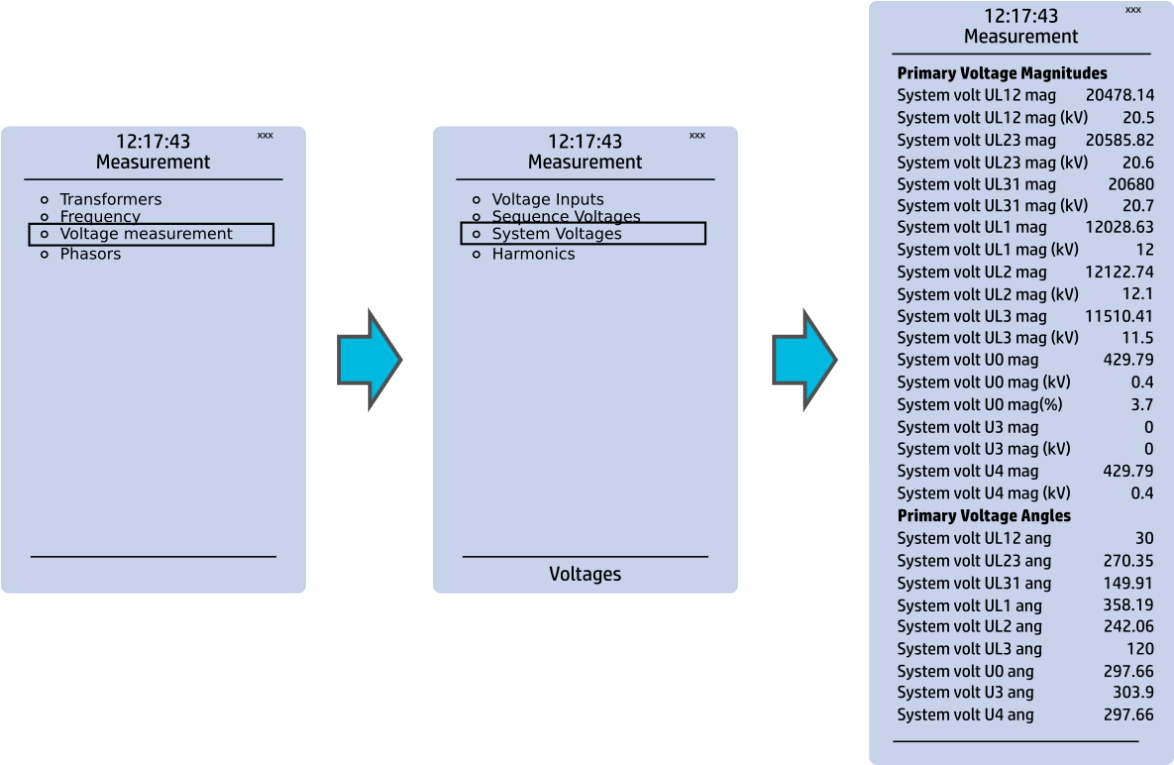 12:17:43 xxx
Measurement
Transformers
Frequency
Voltage measurement
Phasors
12:17:43 xxx
Measurement
Voltage Inputs
Sequence Voltages
System Voltages
Harmonics
Voltages
12:17:43 xxx
Measurement
Primary Voltage Magnitudes
System volt UL12 mag 20478.14
System volt UL12 mag (kV) 20.5
System volt UL23 mag 20585.82
System volt UL23 mag (kV) 20.6
System volt UL31 mag 20680
System volt UL31 mag (kV) 20.7
System volt UL1 mag 12028.63
System volt UL1 mag (kV) 12
System volt UL2 mag 12122.74
System volt UL2 mag (kV) 12.1
System volt UL3 mag 11510.41
System volt UL3 mag (kV) 11.5
System volt U0 mag 429.79
System volt U0 mag (kV) 0.4
System volt U0 mag(%) 3.7
System volt U3 mag 0
System volt U3 mag (kV) 0
System volt U4 mag 429.79
System volt U4 mag (kV) 0.4
Primary Voltage Angles
System volt UL12 ang 30
System volt UL23 ang 270.35
System volt UL31 ang 149.91
System volt UL1 ang 358.19
System volt UL2 ang 242.06
System volt UL3 ang 120
System volt U0 ang 297.66
System volt U3 ang 303.9
System volt U4 ang 297.66